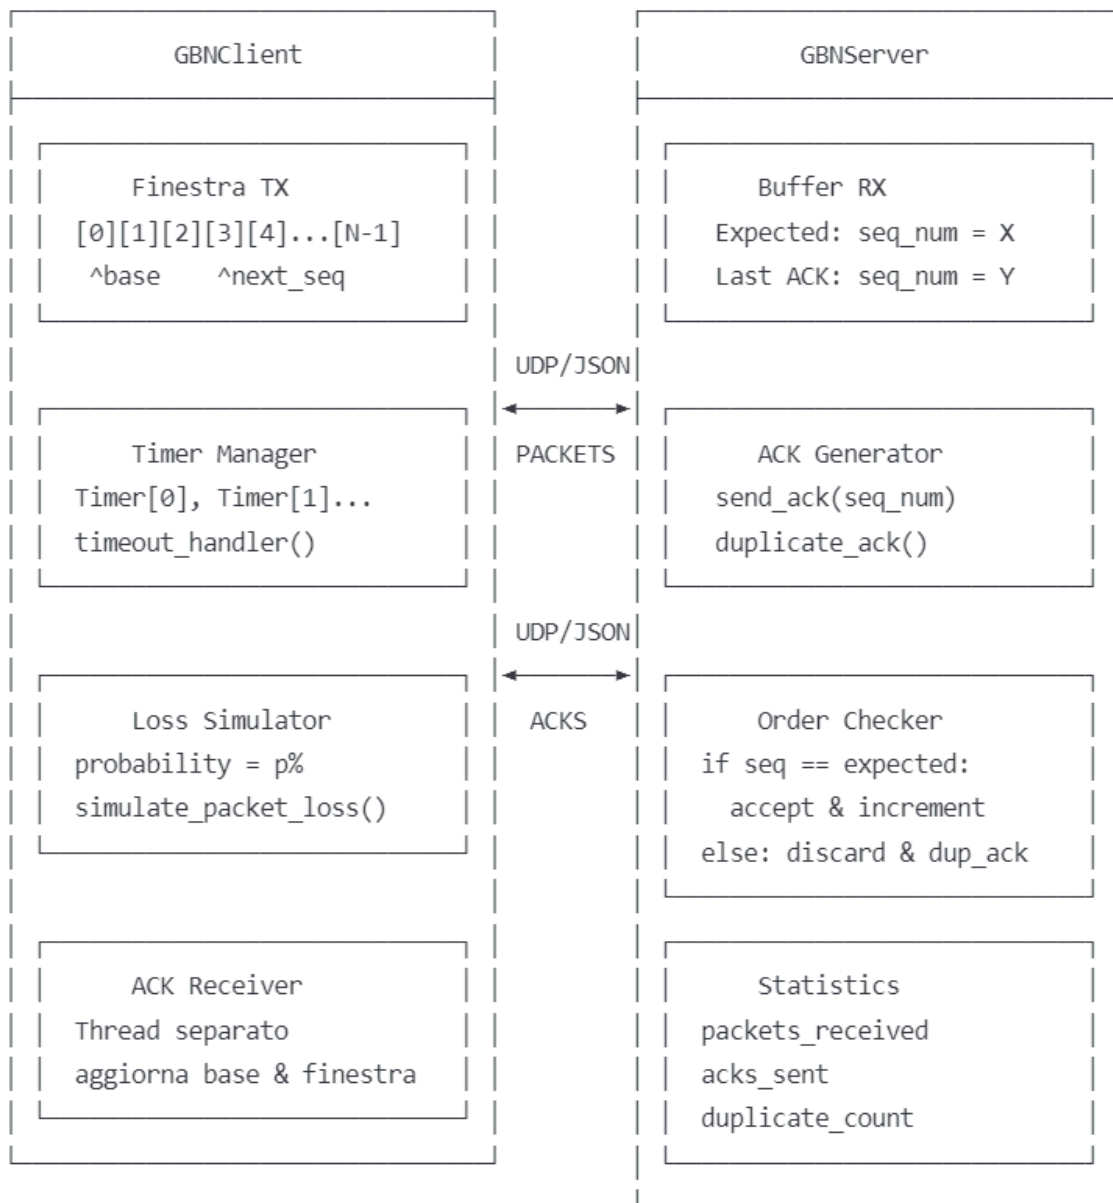 GBNClient
Finestra TX
[0][1][2][3][4]...[N-1]
^base    ^next_seq
Timer Manager
Timer[0], Timer[1]...
timeout_handler()
Loss Simulator
probability = p%
simulate_packet_loss()
ACK Receiver
Thread separato
aggiorna base & finestra
UDP/JSON
PACKETS
UDP/JSON
ACKS
GBNServer
Buffer RX
Expected: seq_num = X
Last ACK: seq_num = Y
ACK Generator
send_ack(seq_num)
duplicate_ack()
Order Checker
if seq == expected:
accept & increment
else: discard & dup_ack
Statistics
packets_received
acks_sent
duplicate_count